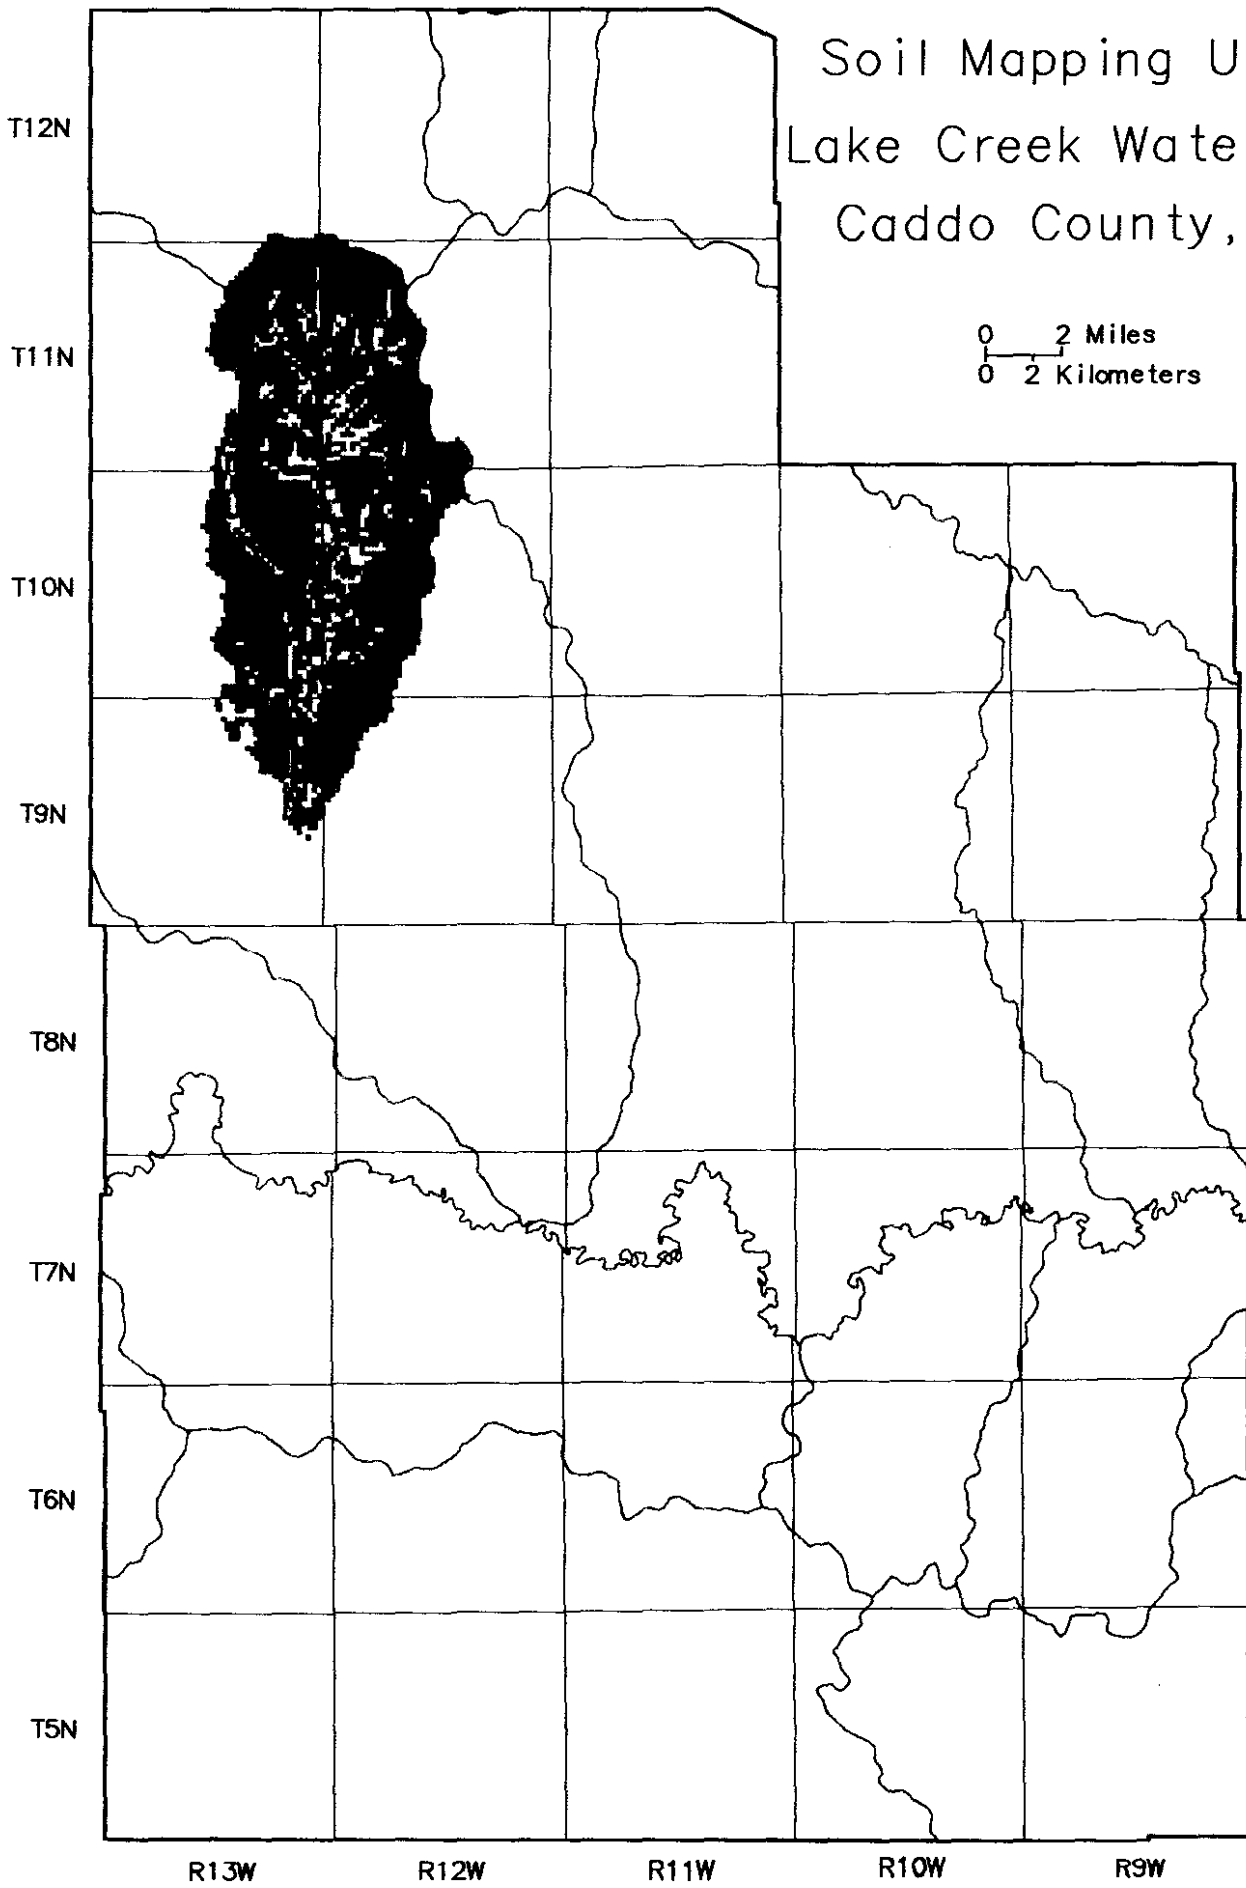 Soil Mapping U
Lake Creek Wate
Caddo County,
0 2 Miles
0 2 Kilometers
T12N
T11N
T10N
T9N
T8N
T7N
T6N
T5N
R13W R12W R11W R10W R9W